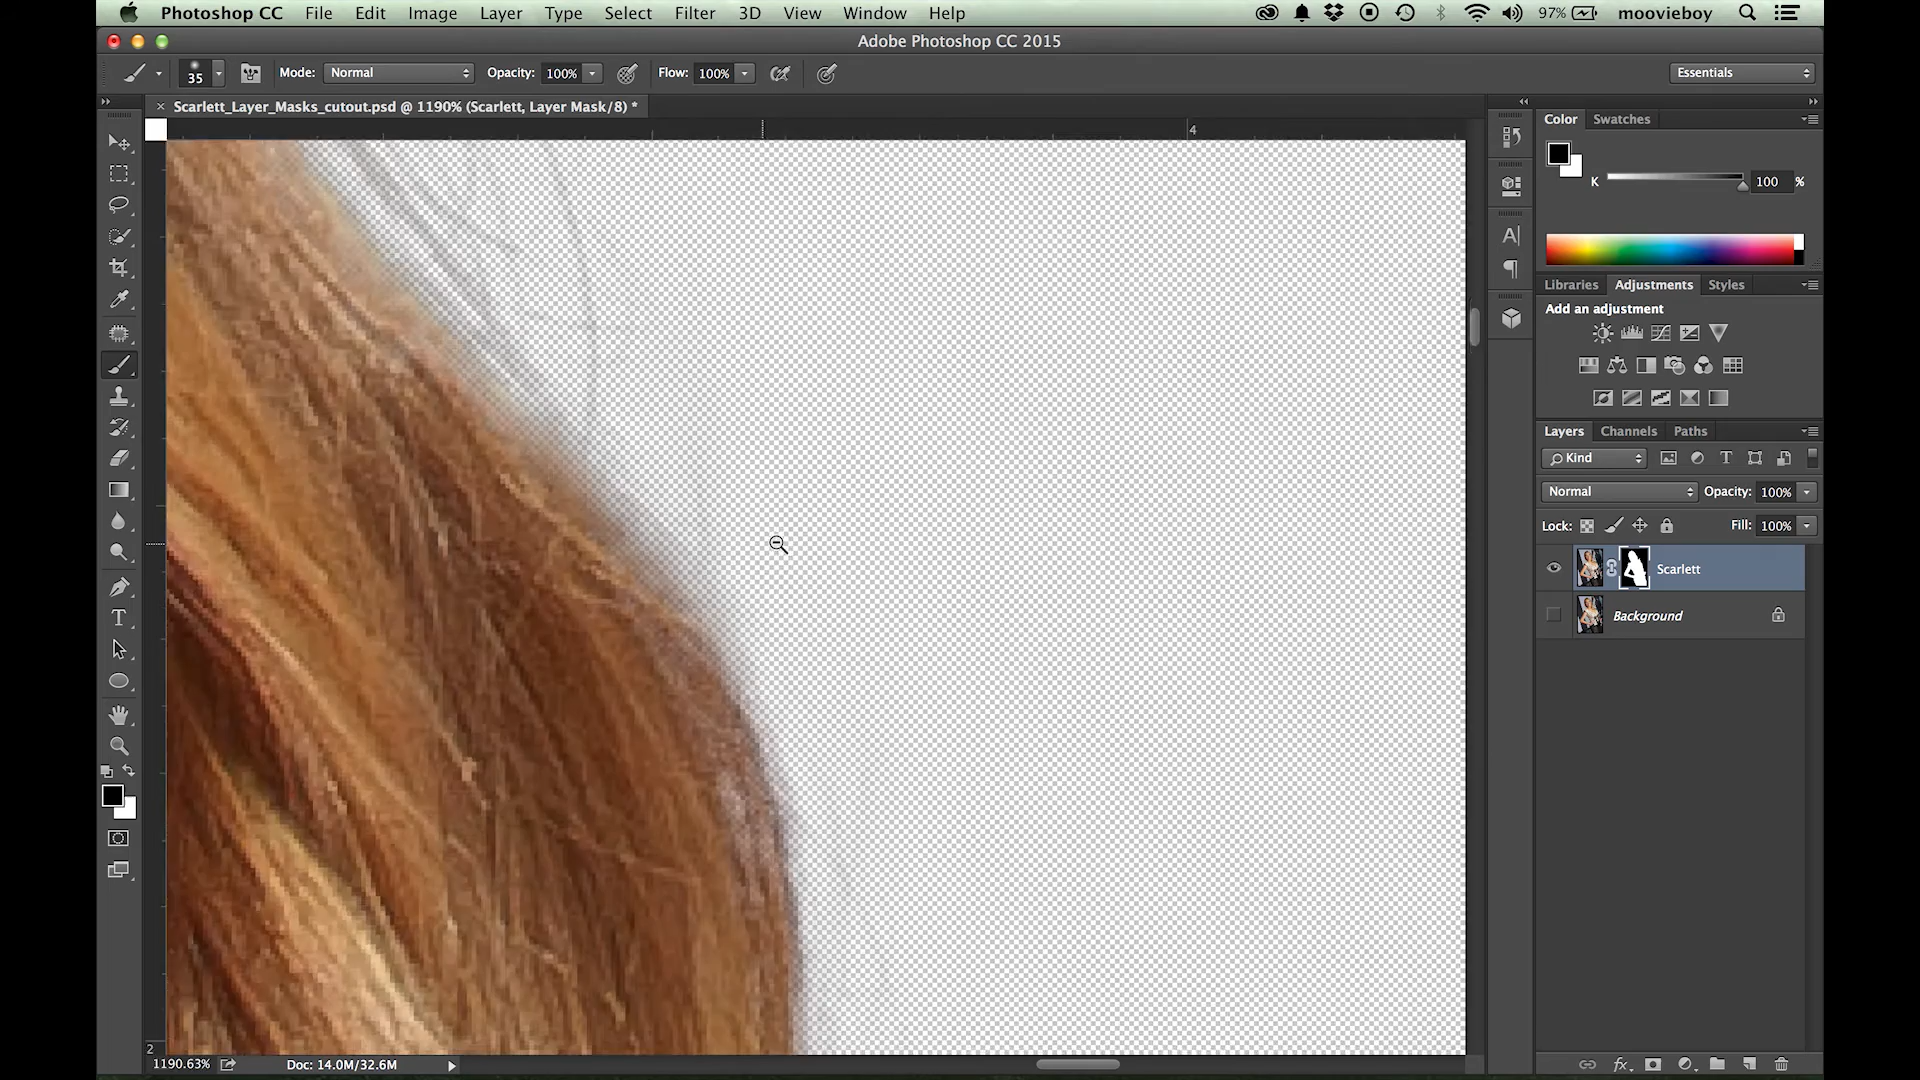 Photoshop CC File Edit Image Layer Type Select Filter 3D View Window Help 97% moovieboy
Adobe Photoshop CC 2015
35 Mode: Normal Opacity: 100% Flow: 100% Essentials
Scarlett_Layer_Masks_cutout.psd @ 1190% (Scarlett, Layer Mask/8) *
4
Color Swatches
K 100 %
Libraries Adjustments Styles
Add an adjustment
Layers Channels Paths
Kind
Normal Opacity: 100%
Lock: Fill: 100%
Scarlett
Background
2
1190.63% Doc: 14.0M/32.6M